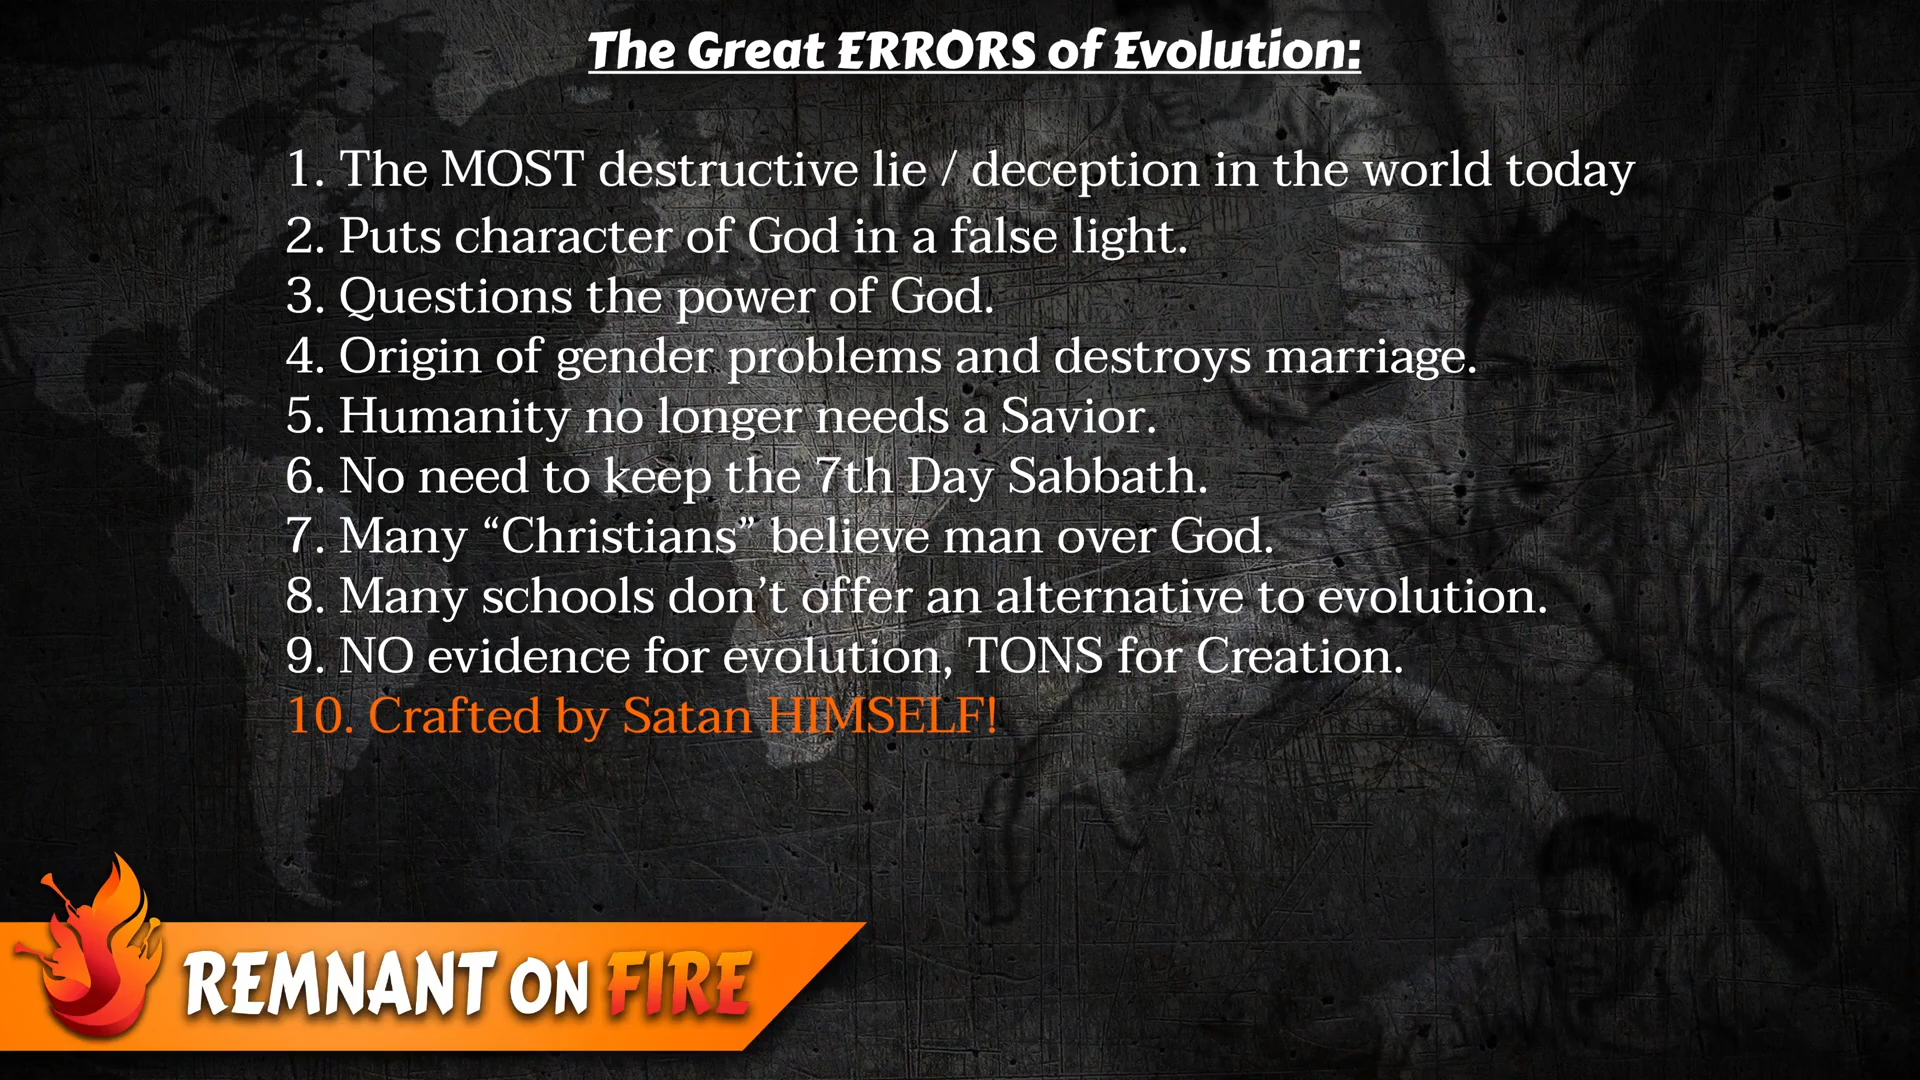 The Great ERRORS of Evolution:
1. The MOST destructive lie / deception in the world today
2. Puts character of God in a false light.
3. Questions the power of God.
4. Origin of gender problems and destroys marriage.
5. Humanity no longer needs a Savior.
6. No need to keep the 7th Day Sabbath.
7. Many “Christians” believe man over God.
8. Many schools don’t offer an alternative to evolution.
9. NO evidence for evolution, TONS for Creation.
10. Crafted by Satan HIMSELF!
REMNANT ON FIRE